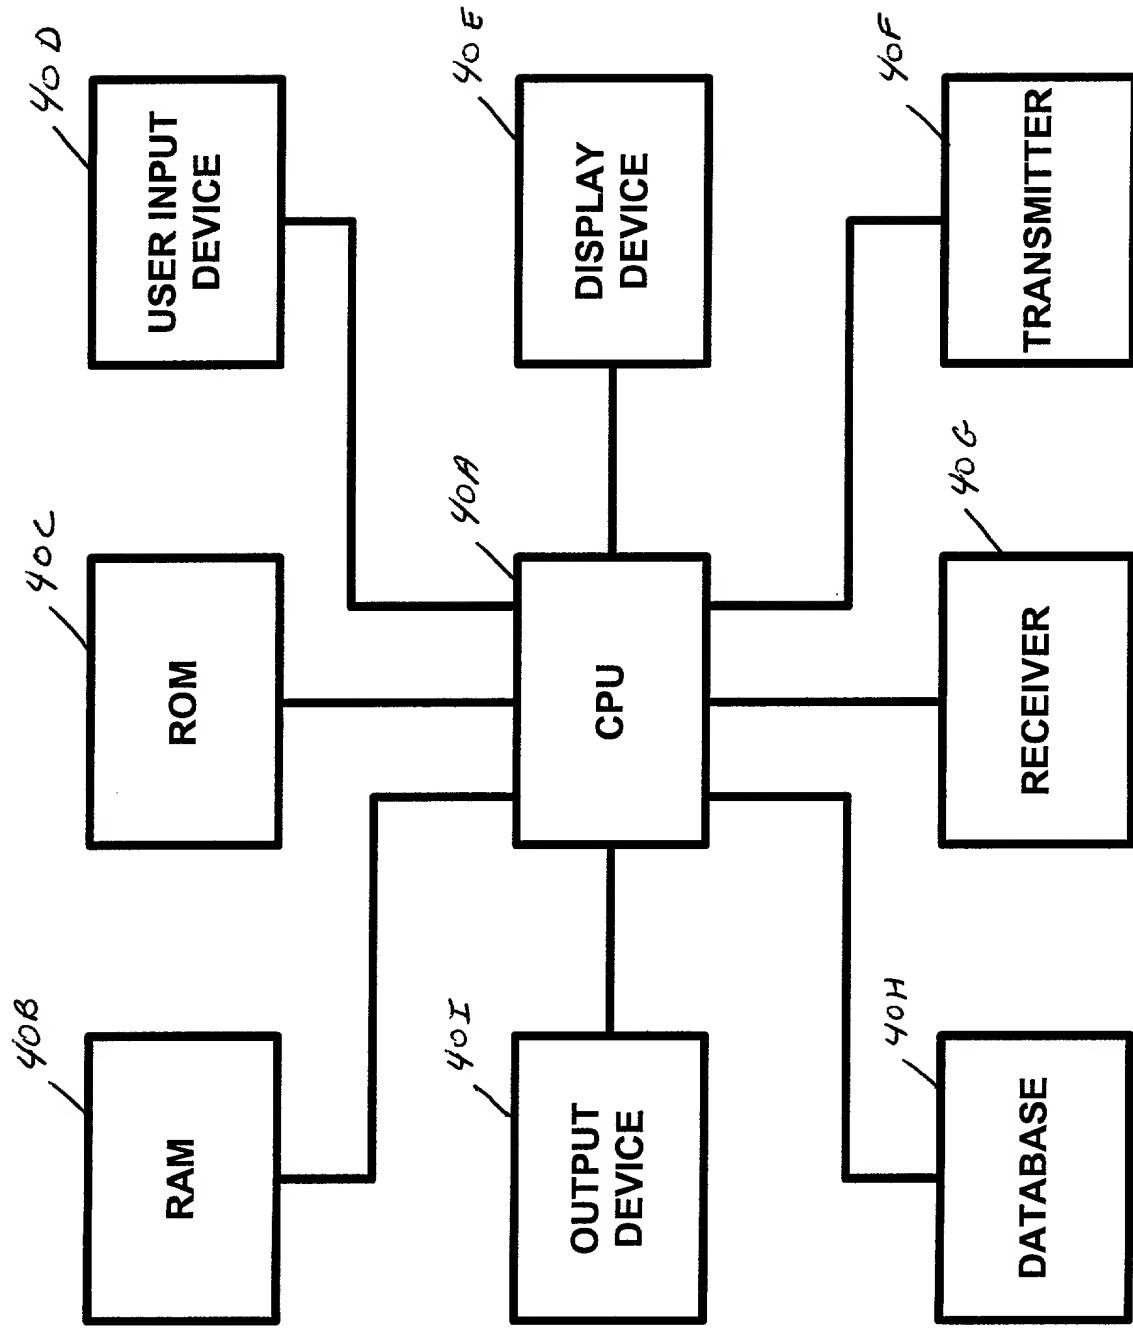 40B
RAM
40C
ROM
40D
USER INPUT
DEVICE
40I
OUTPUT
DEVICE
40A
CPU
40E
DISPLAY
DEVICE
40H
DATABASE
40G
RECEIVER
40F
TRANSMITTER